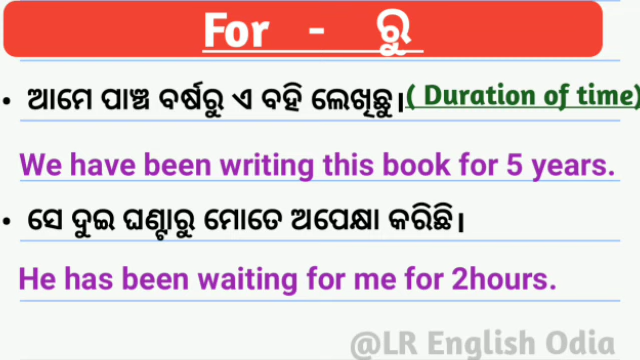 For - ରୁ
• ଆମେ ପାଞ୍ଚ ବର୍ଷରୁ ଏ ବହି ଲେଖିଛୁ।( Duration of time)
We have been writing this book for 5 years.
• ସେ ଦୁଇ ଘଣ୍ଟାରୁ ମୋତେ ଅପେକ୍ଷା କରିଛି।
He has been waiting for me for 2hours.
@LR English Odia